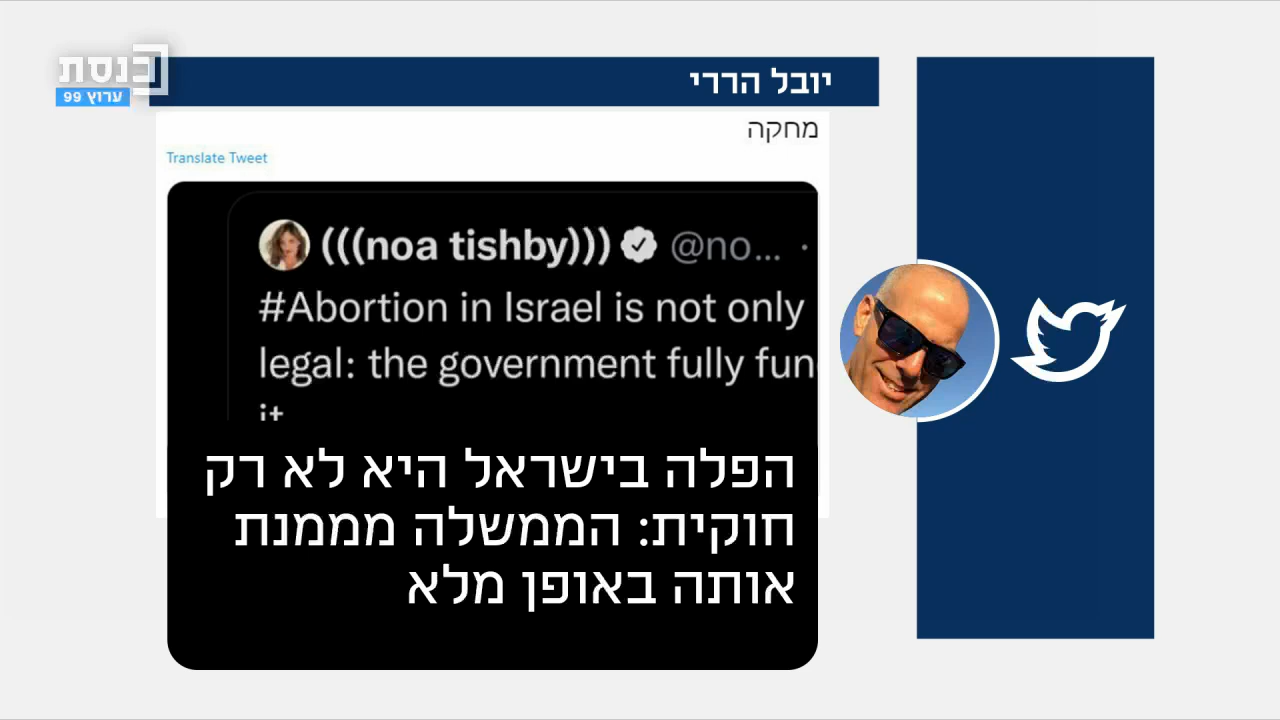 כנסת
ערוץ 99
יובל הררי
מחקה
Translate Tweet
(((noa tishby))) @no... ·
#Abortion in Israel is not only
legal: the government fully fun
it
הפלה בישראל היא לא רק
חוקית: הממשלה מממנת
אותה באופן מלא